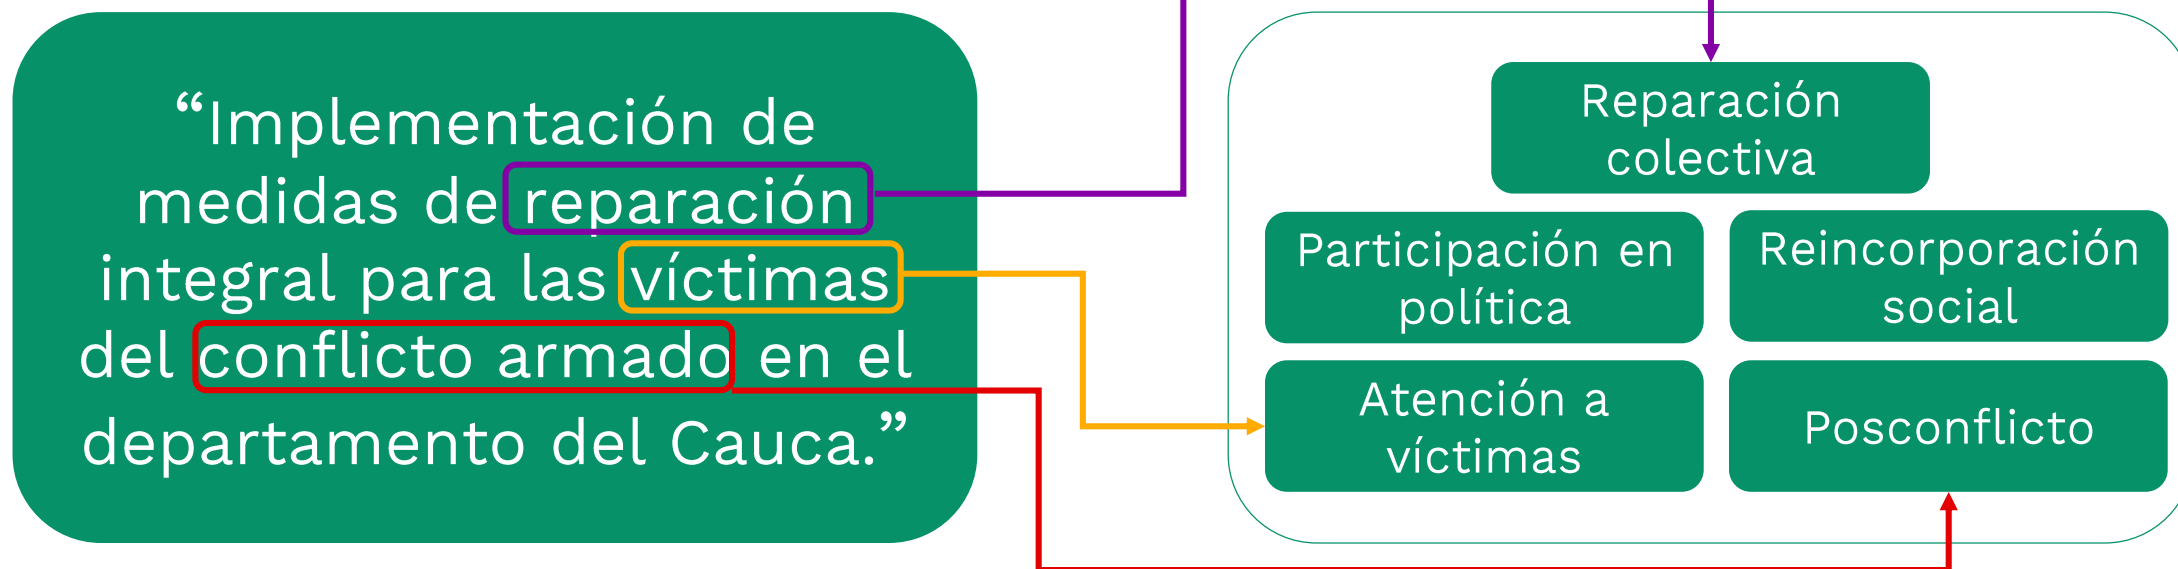 “Implementación de
medidas de reparación
integral para las víctimas
del conflicto armado en el
departamento del Cauca.”
Reparación
colectiva
Participación en
política
Reincorporación
social
Atención a
víctimas
Posconflicto